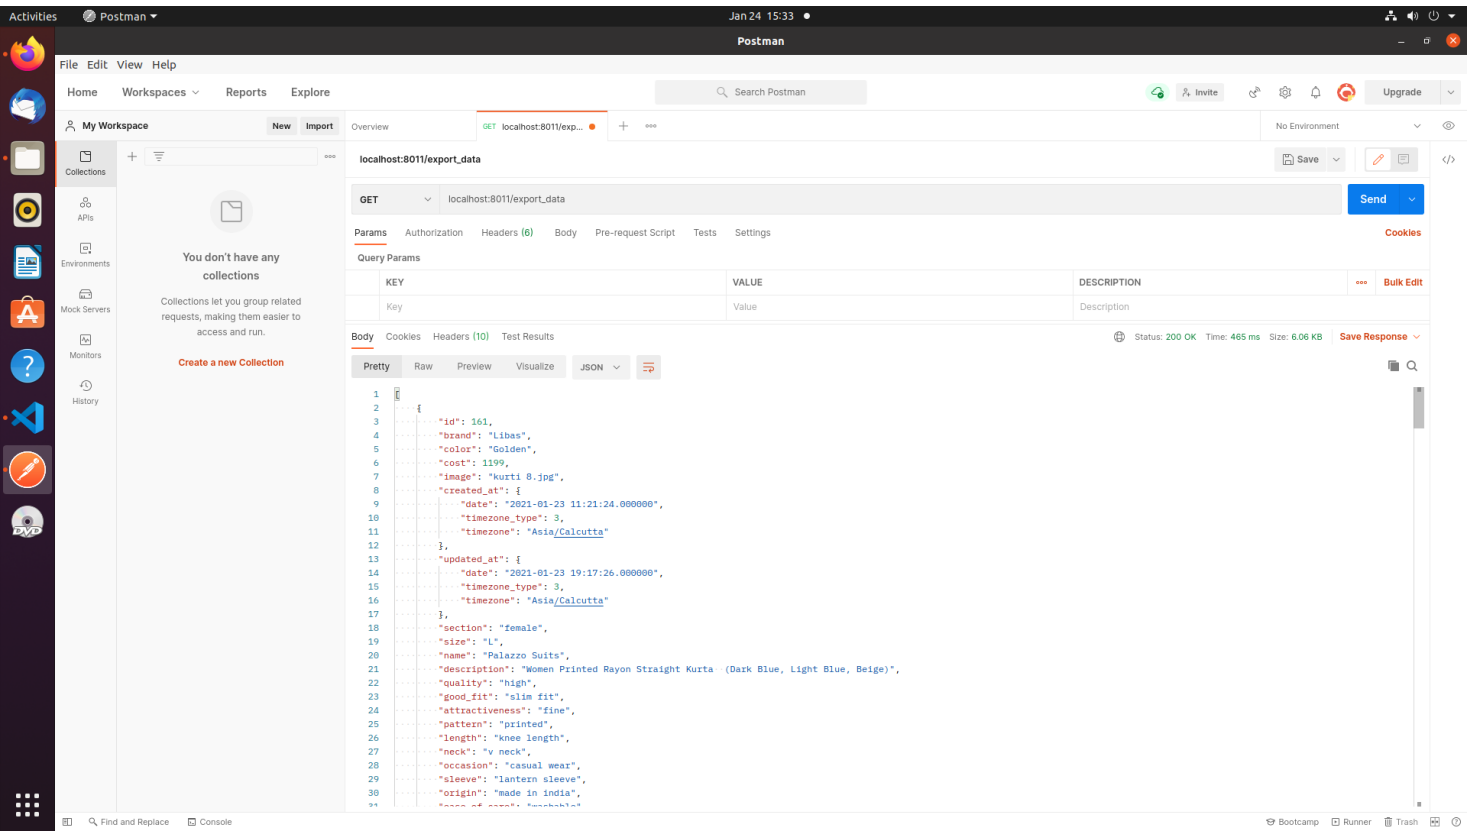 Activities
Postman
Jan 24 15:33
Postman
File Edit View Help
Home Workspaces Reports Explore
Search Postman
Invite
Upgrade
My Workspace
New Import
Overview
GET localhost:8011/exp...
No Environment
Collections
APIs
Environments
Mock Servers
Monitors
History
You don't have any
collections
Collections let you group related
requests, making them easier to
access and run.
Create a new Collection
localhost:8011/export_data
Save
GET localhost:8011/export_data
Send
Params Authorization Headers (6) Body Pre-request Script Tests Settings
Cookies
Query Params
KEY VALUE DESCRIPTION
Bulk Edit
Key Value Description
Body Cookies Headers (10) Test Results
Status: 200 OK Time: 465 ms Size: 6.06 KB
Save Response
Pretty Raw Preview Visualize JSON
1 [
2 {
3 "id": 161,
4 "brand": "Libas",
5 "color": "Golden",
6 "cost": 1199,
7 "image": "kurti 8.jpg",
8 "created_at": {
9 "date": "2021-01-23 11:21:24.000000",
10 "timezone_type": 3,
11 "timezone": "Asia/Calcutta"
12 },
13 "updated_at": {
14 "date": "2021-01-23 19:17:26.000000",
15 "timezone_type": 3,
16 "timezone": "Asia/Calcutta"
17 },
18 "section": "female",
19 "size": "L",
20 "name": "Palazzo Suits",
21 "description": "Women Printed Rayon Straight Kurta  (Dark Blue, Light Blue, Beige)",
22 "quality": "high",
23 "good_fit": "slim fit",
24 "attractiveness": "fine",
25 "pattern": "printed",
26 "length": "knee length",
27 "neck": "v neck",
28 "occasion": "casual wear",
29 "sleeve": "lantern sleeve",
30 "origin": "made in india",
31 "ease_of_care": "washable"
DVD
Find and Replace Console
Bootcamp Runner Trash